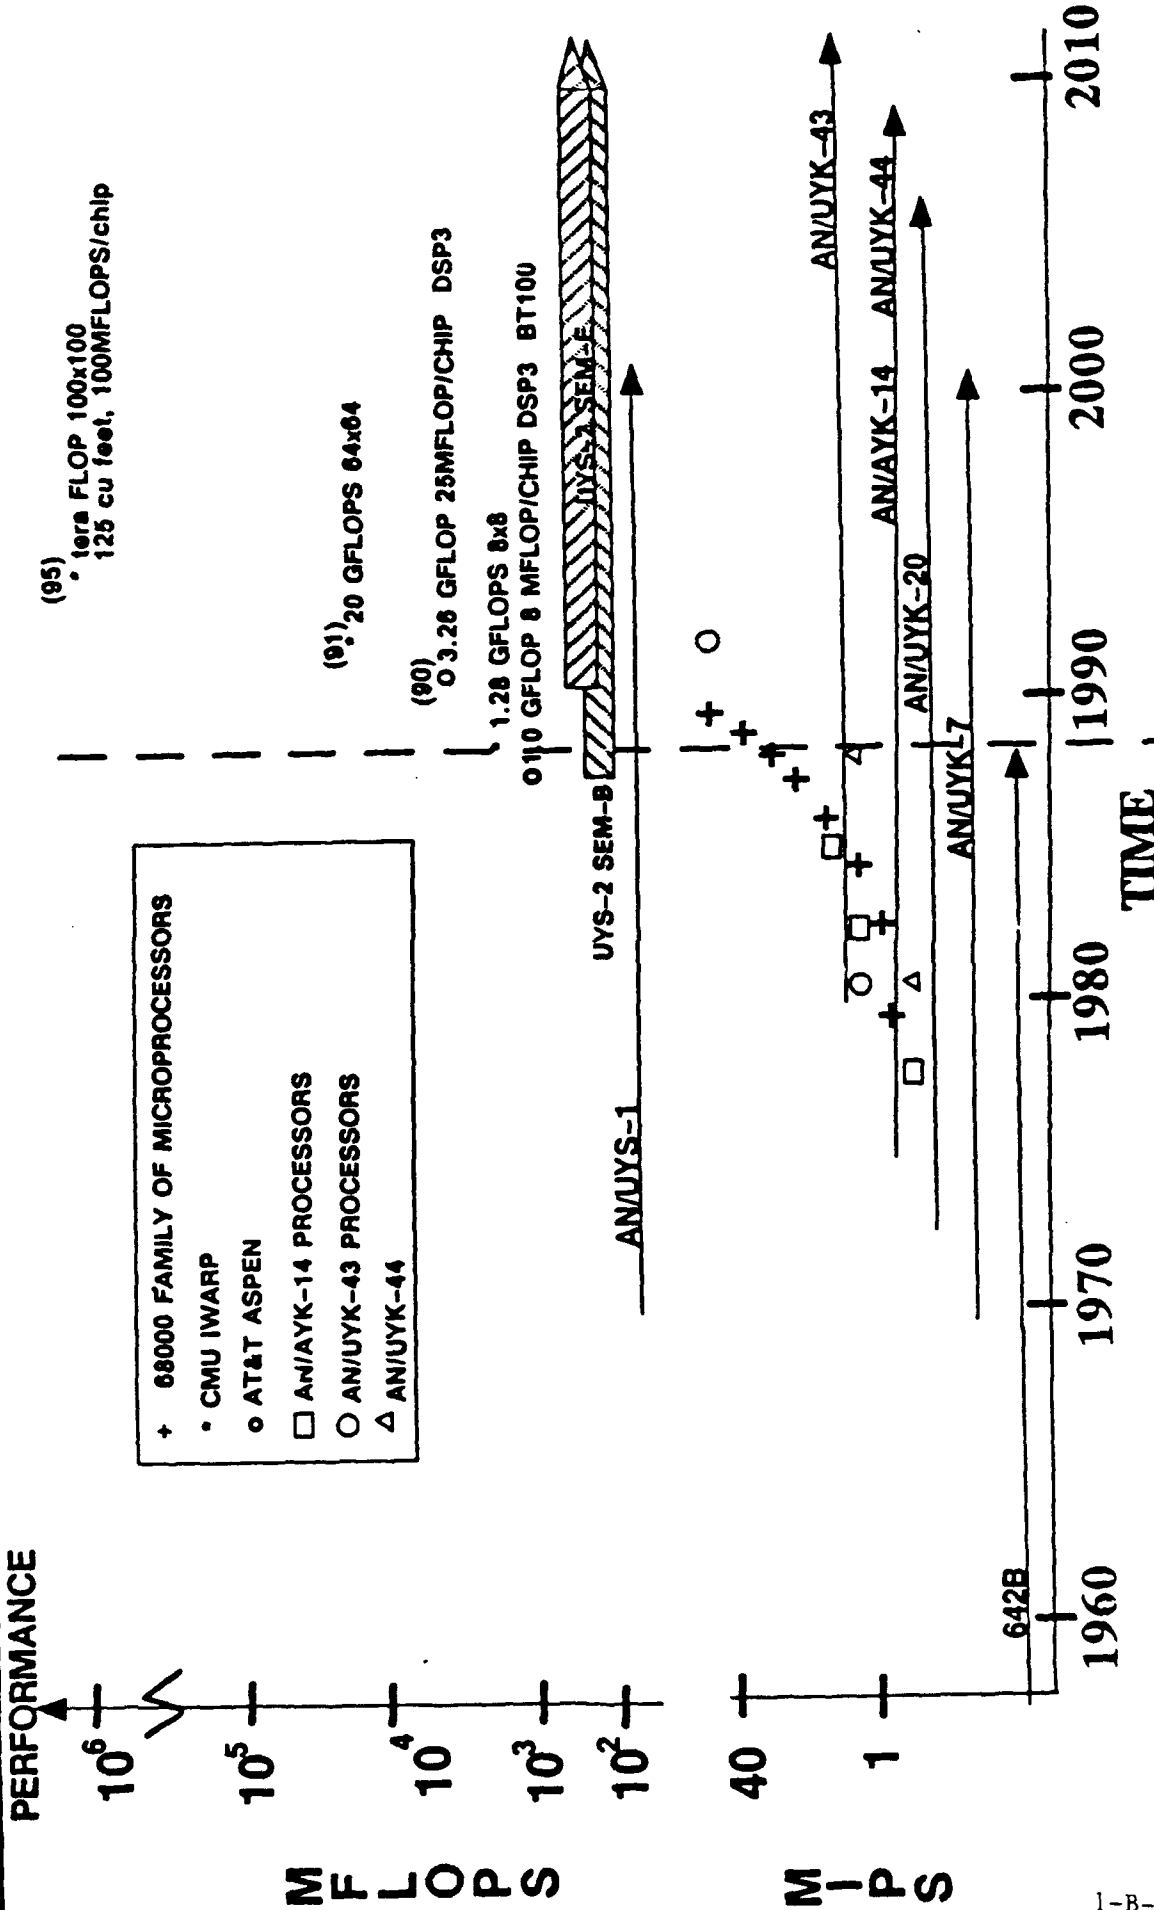 PERFORMANCE
10^6
10^5
10^4
10^3
10^2
40
1
MFLOPS
MIPS
+ 68000 FAMILY OF MICROPROCESSORS
* CMU IWARP
o AT&T ASPEN
□ AN/AYK-14 PROCESSORS
○ AN/UYK-43 PROCESSORS
△ AN/UYK-44
(95)
* tera FLOP 100x100
125 cu feet, 100MFLOPS/chip
(91)
* 20 GFLOPS 64x64
(90)
O 3.26 GFLOP 25MFLOP/CHIP DSP3
* 1.28 GFLOPS 8x8
O 110 GFLOP 8 MFLOP/CHIP DSP3 BT100
UYS-2 SEM-E
UYS-2 SEM-B
AN/UYS-1
AN/UYK-43
AN/AYK-14 AN/UYK-44
AN/UYK-20
AN/UYK-7
642B
1960
1970
1980
1990
2000
2010
TIME
1-B-